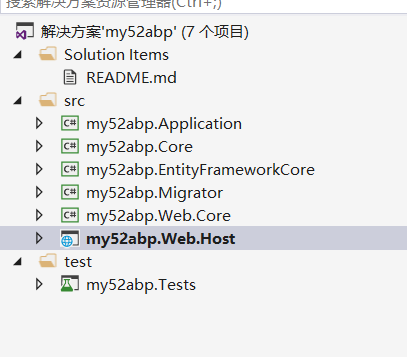 搜索解决方案资源管理器(Ctrl+;)
解决方案'my52abp' (7 个项目)
Solution Items
README.md
src
C# my52abp.Application
C# my52abp.Core
C# my52abp.EntityFrameworkCore
C# my52abp.Migrator
C# my52abp.Web.Core
my52abp.Web.Host
test
my52abp.Tests